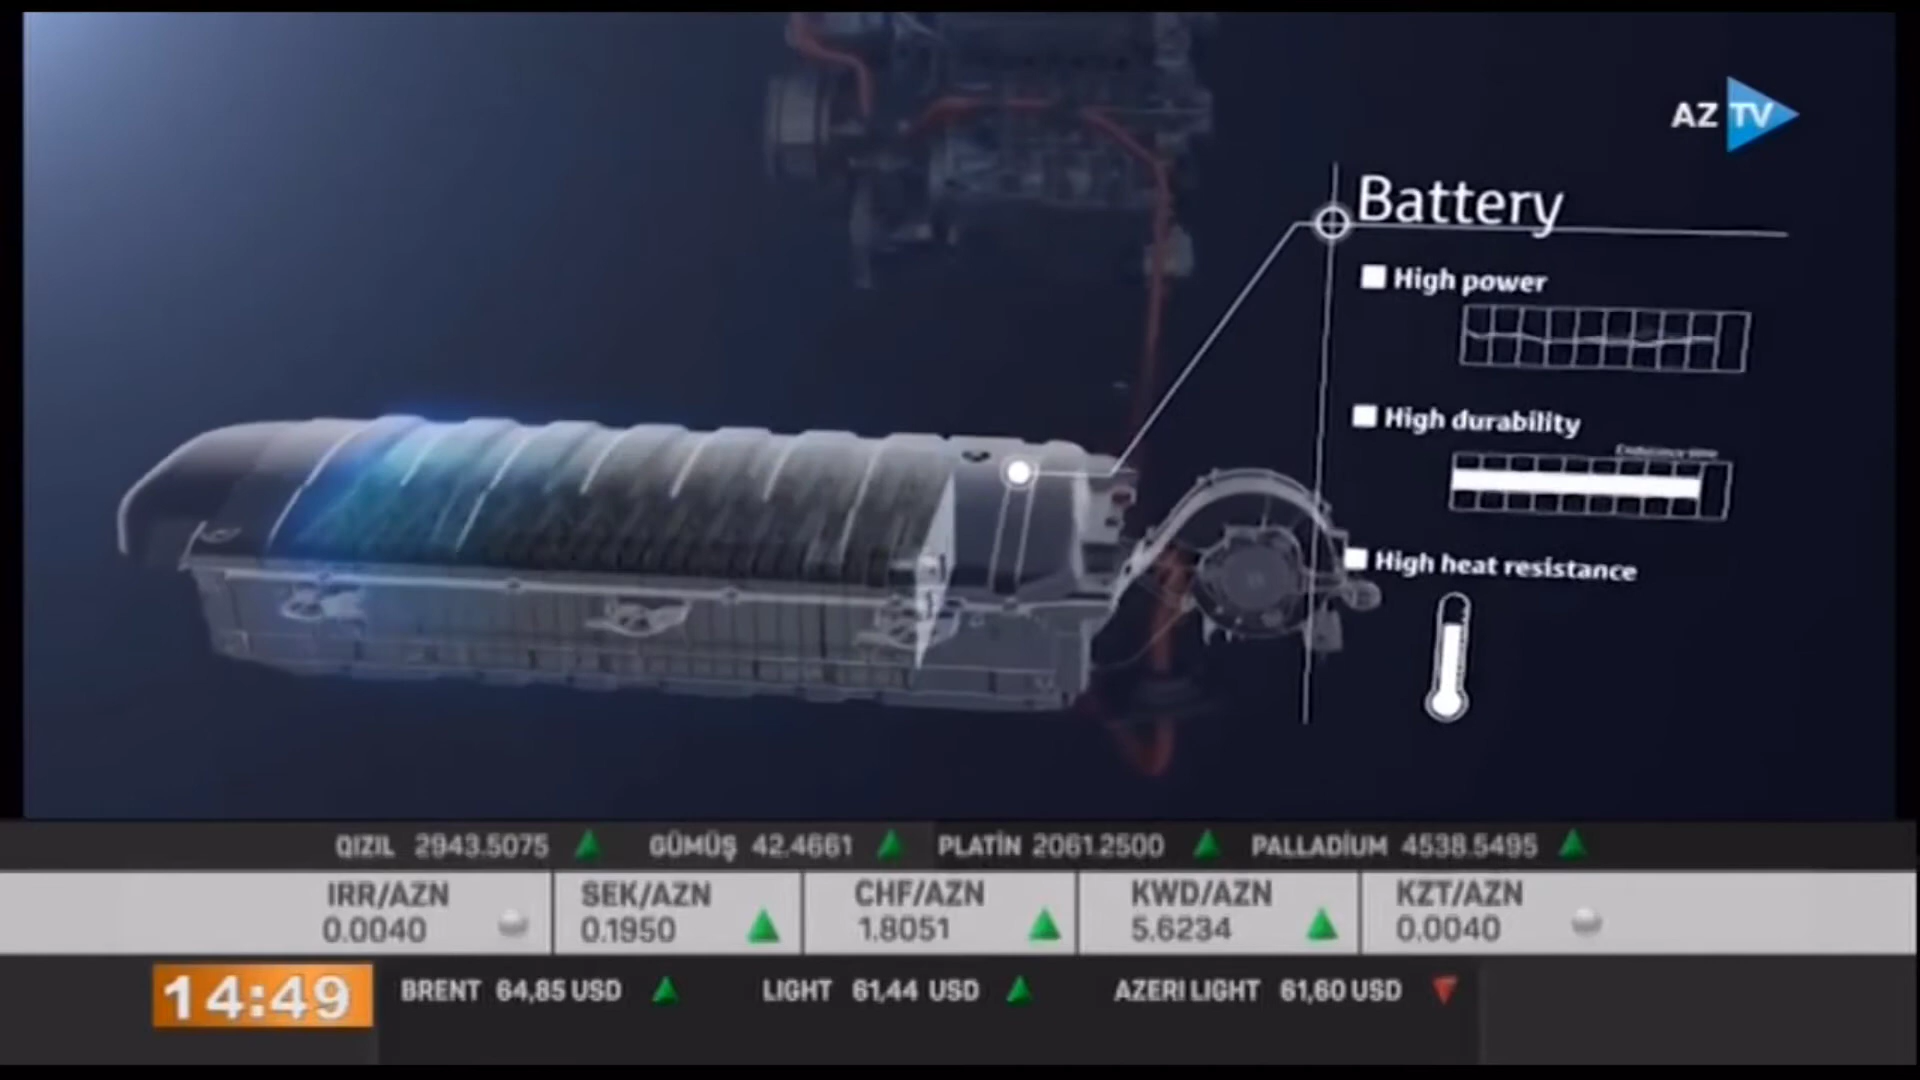 AZ TV
Battery
High power
High durability
Endurance time
High heat resistance
QIZIL 2943.5075 GÜMÜŞ 42.4661 PLATİN 2061.2500 PALLADİUM 4538.5495
IRR/AZN SEK/AZN CHF/AZN KWD/AZN KZT/AZN
0.0040 0.1950 1.8051 5.6234 0.0040
14:49 BRENT 64,85 USD LIGHT 61,44 USD AZERI LIGHT 61,60 USD